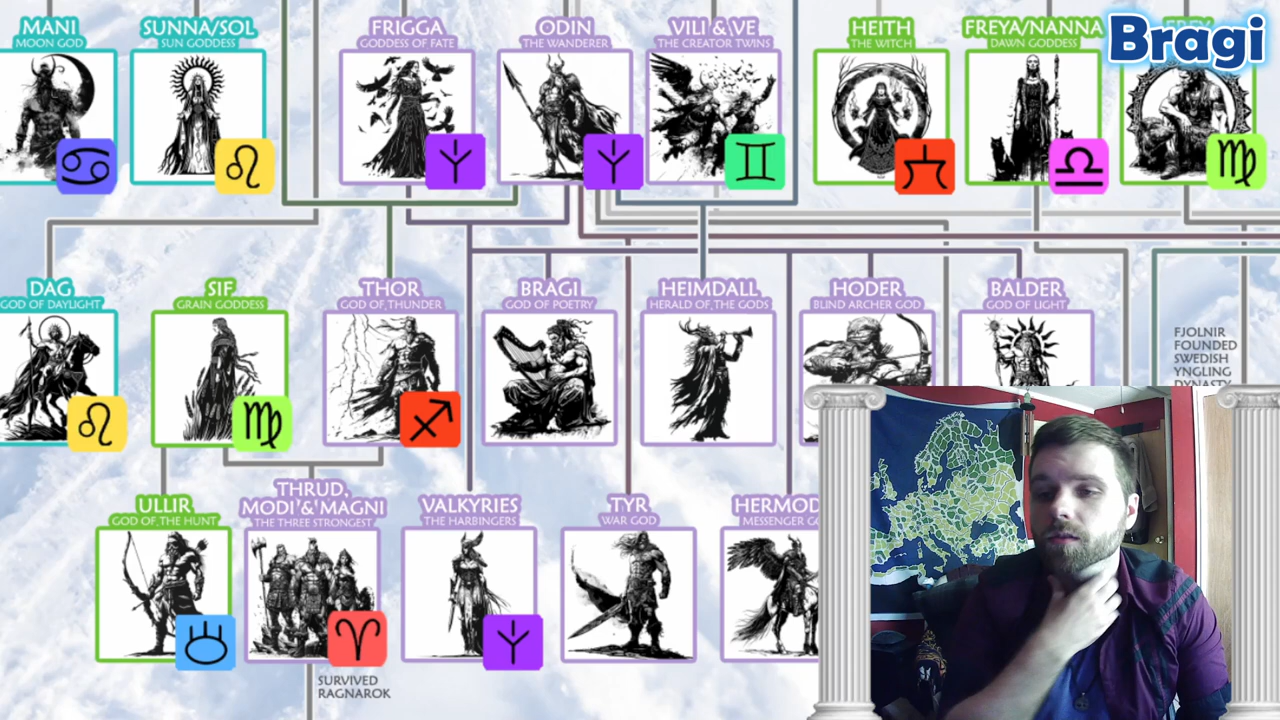 MANI
MOON GOD
SUNNA/SOL
SUN GODDESS
FRIGGA
GODDESS OF FATE
ODIN
THE WANDERER
VILI & VE
THE CREATOR TWINS
HEITH
THE WITCH
FREYA/NANNA
DAWN GODDESS
Bragi
DAG
GOD OF DAYLIGHT
SIF
GRAIN GODDESS
THOR
GOD OF THUNDER
BRAGI
GOD OF POETRY
HEIMDALL
HERALD OF THE GODS
HODER
BLIND ARCHER GOD
BALDER
GOD OF LIGHT
FJOLNIR
FOUNDED
SWEDISH
YNGLING
DYNASTY
ULLIR
GOD OF THE HUNT
THRUD,
MODI & MAGNI
THE THREE STRONGEST
VALKYRIES
THE HARBINGERS
TYR
WAR GOD
HERMOD
MESSENGER GO
SURVIVED
RAGNAROK